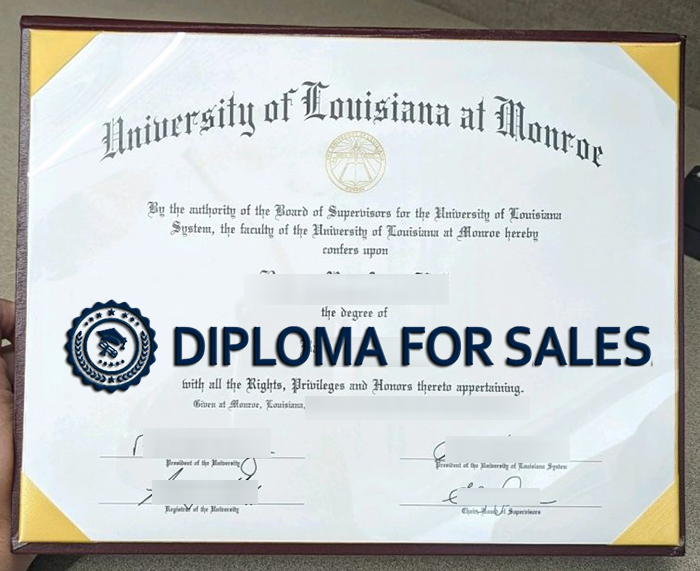 University of Louisiana at Monroe
By the authority of the Board of Supervisors for the University of Louisiana
System, the faculty of the University of Louisiana at Monroe hereby
confers upon
the degree of
DIPLOMA FOR SALES
with all the Rights, Privileges and Honors thereto appertaining.
Given at Monroe, Louisiana,
President of the University
President of the University of Louisiana System
Registrar of the University
Chair, Board of Supervisors